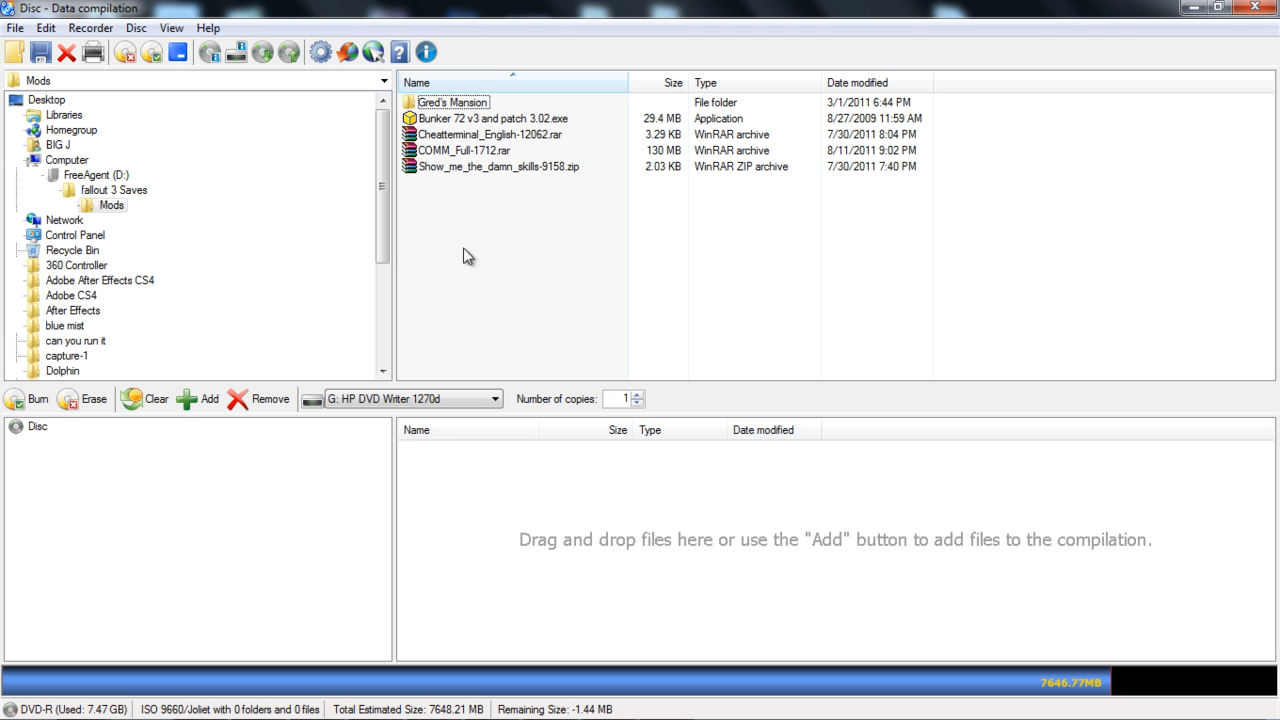 Disc - Data compilation
File Edit Recorder Disc View Help
Mods
Name Size Type Date modified
Desktop
Libraries
Homegroup
BIG J
Computer
FreeAgent (D:)
fallout 3 Saves
Mods
Network
Control Panel
Recycle Bin
360 Controller
Adobe After Effects CS4
Adobe CS4
After Effects
blue mist
can you run it
capture-1
Dolphin
Gred's Mansion File folder 3/1/2011 6:44 PM
Bunker 72 v3 and patch 3.02.exe 29.4 MB Application 8/27/2009 11:59 AM
Cheatterminal_English-12062.rar 3.29 KB WinRAR archive 7/30/2011 8:04 PM
COMM_Full-1712.rar 130 MB WinRAR archive 8/11/2011 9:02 PM
Show_me_the_damn_skills-9158.zip 2.03 KB WinRAR ZIP archive 7/30/2011 7:40 PM
Burn Erase Clear Add Remove G: HP DVD Writer 1270d Number of copies: 1
Disc
Name Size Type Date modified
Drag and drop files here or use the "Add" button to add files to the compilation.
7646.77MB
DVD-R (Used: 7.47 GB) ISO 9660/Joliet with 0 folders and 0 files Total Estimated Size: 7648.21 MB Remaining Size: -1.44 MB